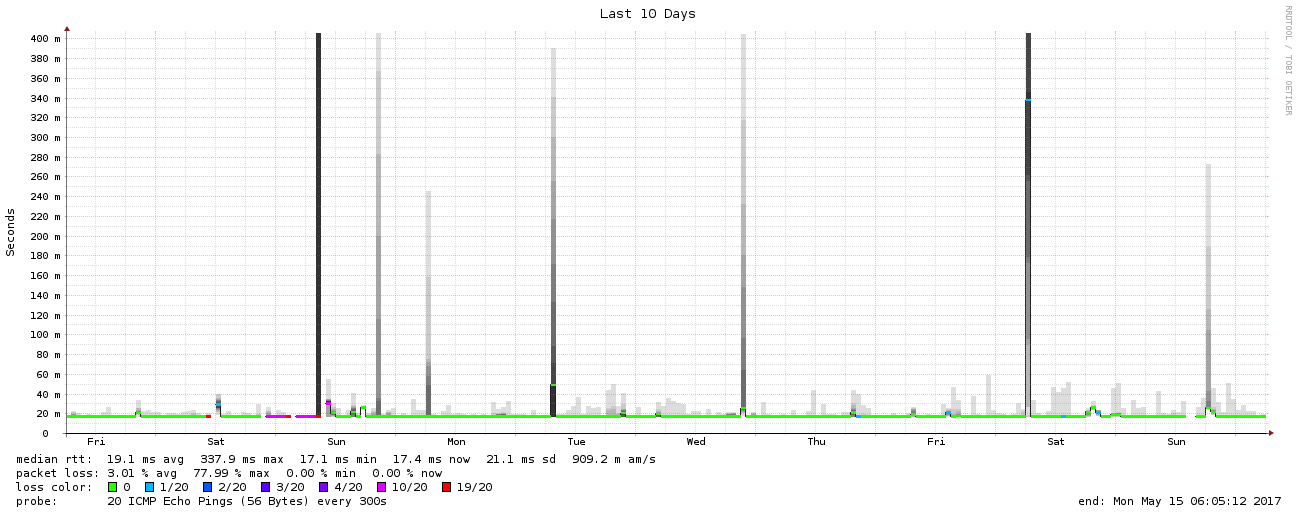 Last 10 Days
RRDTOOL / TOBI OETIKER
Seconds
400 m
380 m
360 m
340 m
320 m
300 m
280 m
260 m
240 m
220 m
200 m
180 m
160 m
140 m
120 m
100 m
80 m
60 m
40 m
20 m
0
Fri Sat Sun Mon Tue Wed Thu Fri Sat Sun
median rtt: 19.1 ms avg 337.9 ms max 17.1 ms min 17.4 ms now 21.1 ms sd 909.2 m am/s
packet loss: 3.01 % avg 77.99 % max 0.00 % min 0.00 % now
loss color: 0 1/20 2/20 3/20 4/20 10/20 19/20
probe: 20 ICMP Echo Pings (56 Bytes) every 300s end: Mon May 15 06:05:12 2017